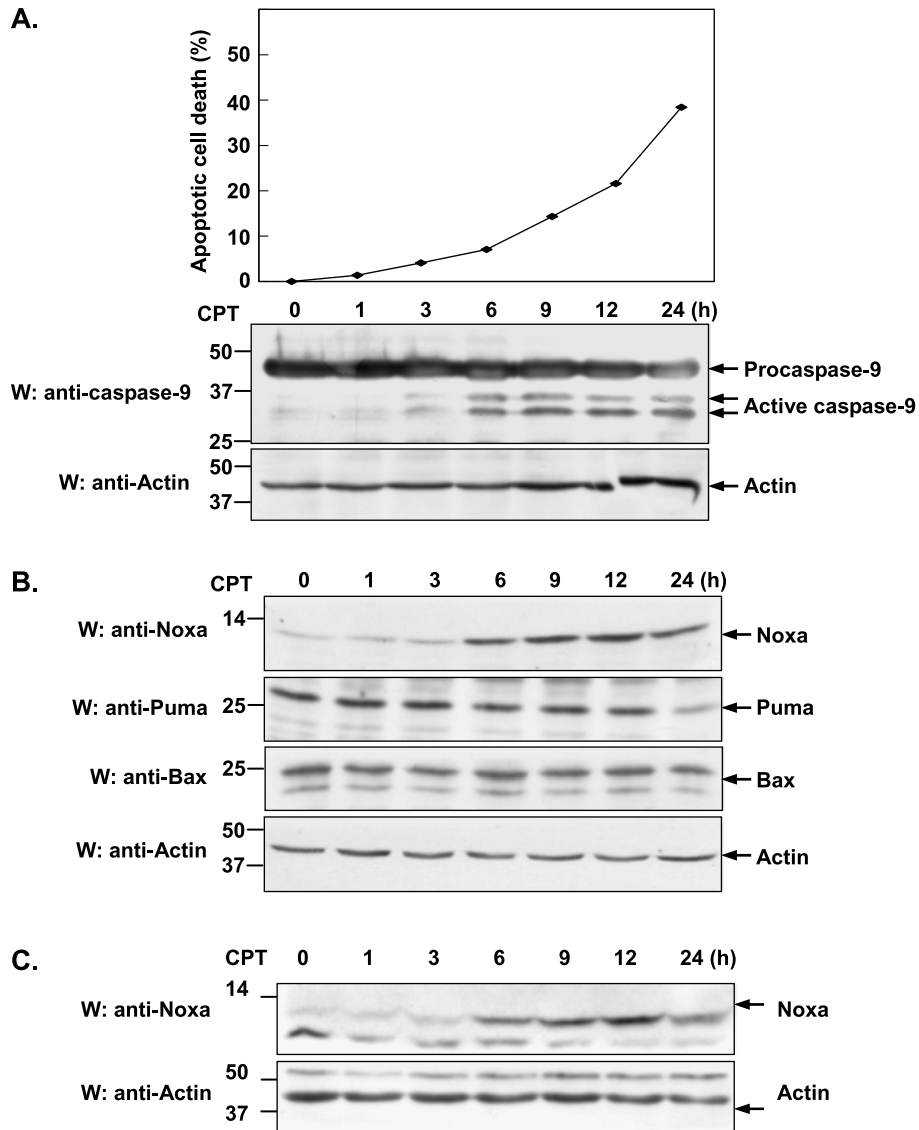 A.
Apoptotic cell death (%)
50
40
30
20
10
0
CPT 0 1 3 6 9 12 24 (h)
W: anti-caspase-9
50
37
25
Procaspase-9
Active caspase-9
W: anti-Actin
50
37
Actin
B.
CPT 0 1 3 6 9 12 24 (h)
W: anti-Noxa
14
Noxa
W: anti-Puma
25
Puma
W: anti-Bax
25
Bax
W: anti-Actin
50
37
Actin
C.
CPT 0 1 3 6 9 12 24 (h)
W: anti-Noxa
14
Noxa
W: anti-Actin
50
37
Actin